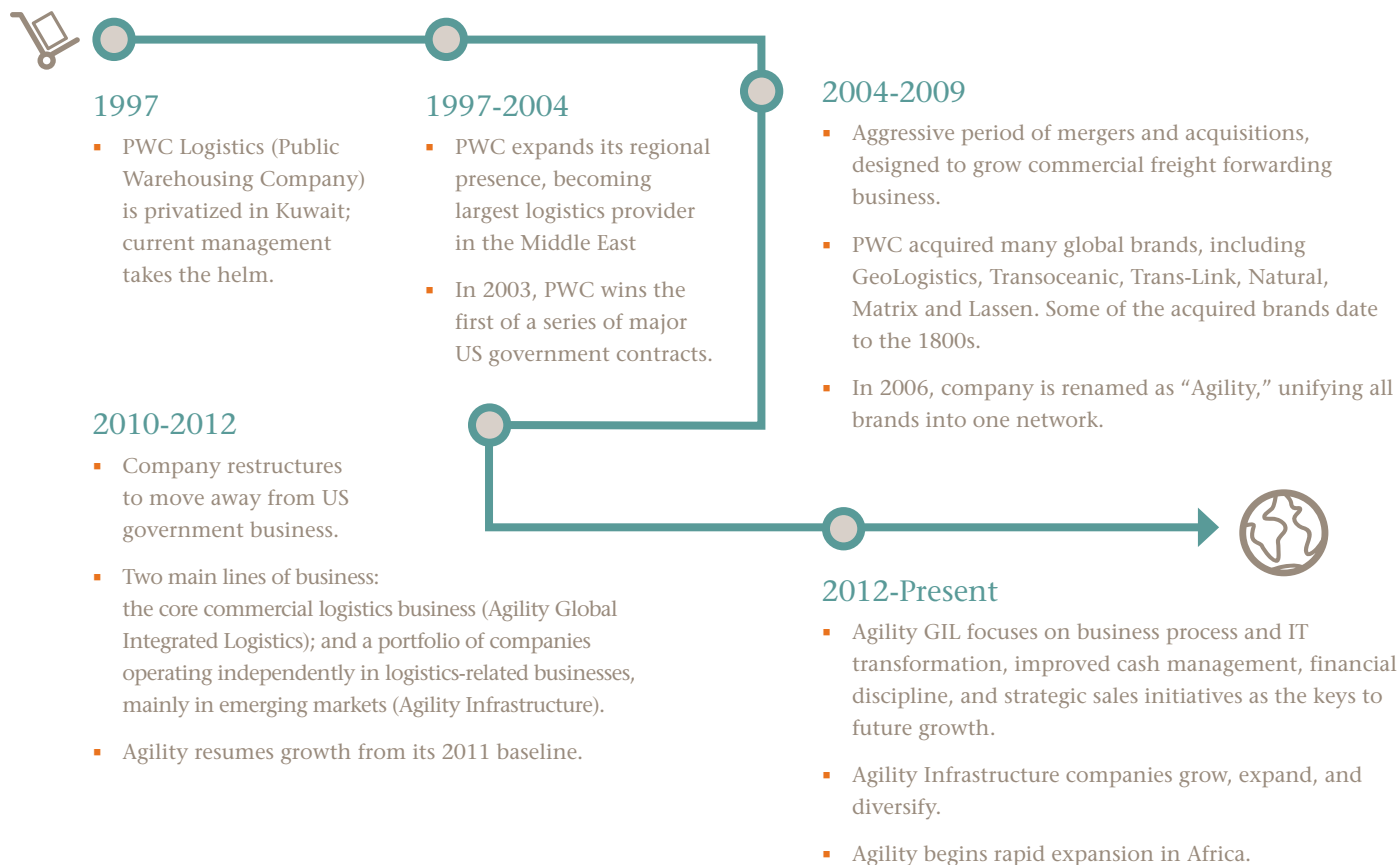 1997
▪ PWC Logistics (Public
Warehousing Company)
is privatized in Kuwait;
current management
takes the helm.
1997-2004
▪ PWC expands its regional
presence, becoming
largest logistics provider
in the Middle East
▪ In 2003, PWC wins the
first of a series of major
US government contracts.
2004-2009
▪ Aggressive period of mergers and acquisitions,
designed to grow commercial freight forwarding
business.
▪ PWC acquired many global brands, including
GeoLogistics, Transoceanic, Trans-Link, Natural,
Matrix and Lassen. Some of the acquired brands date
to the 1800s.
▪ In 2006, company is renamed as “Agility,” unifying all
brands into one network.
2010-2012
▪ Company restructures
to move away from US
government business.
▪ Two main lines of business:
the core commercial logistics business (Agility Global
Integrated Logistics); and a portfolio of companies
operating independently in logistics-related businesses,
mainly in emerging markets (Agility Infrastructure).
▪ Agility resumes growth from its 2011 baseline.
2012-Present
▪ Agility GIL focuses on business process and IT
transformation, improved cash management, financial
discipline, and strategic sales initiatives as the keys to
future growth.
▪ Agility Infrastructure companies grow, expand, and
diversify.
▪ Agility begins rapid expansion in Africa.